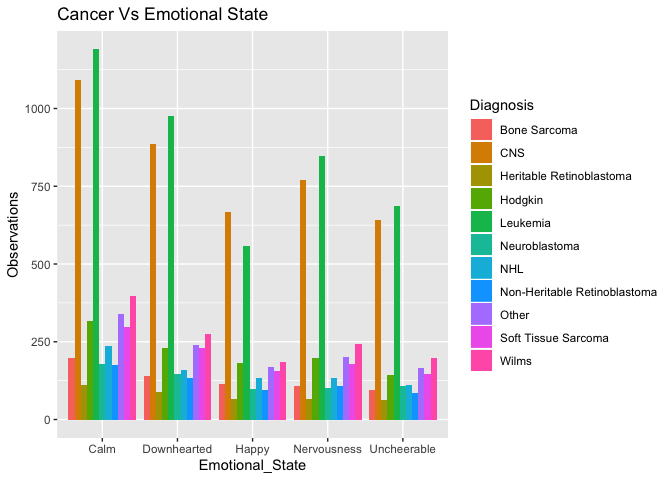 Cancer Vs Emotional State
Observations
1000
750
500
250
0
Calm
Downhearted
Happy
Nervousness
Uncheerable
Emotional_State
Diagnosis
Bone Sarcoma
CNS
Heritable Retinoblastoma
Hodgkin
Leukemia
Neuroblastoma
NHL
Non-Heritable Retinoblastoma
Other
Soft Tissue Sarcoma
Wilms